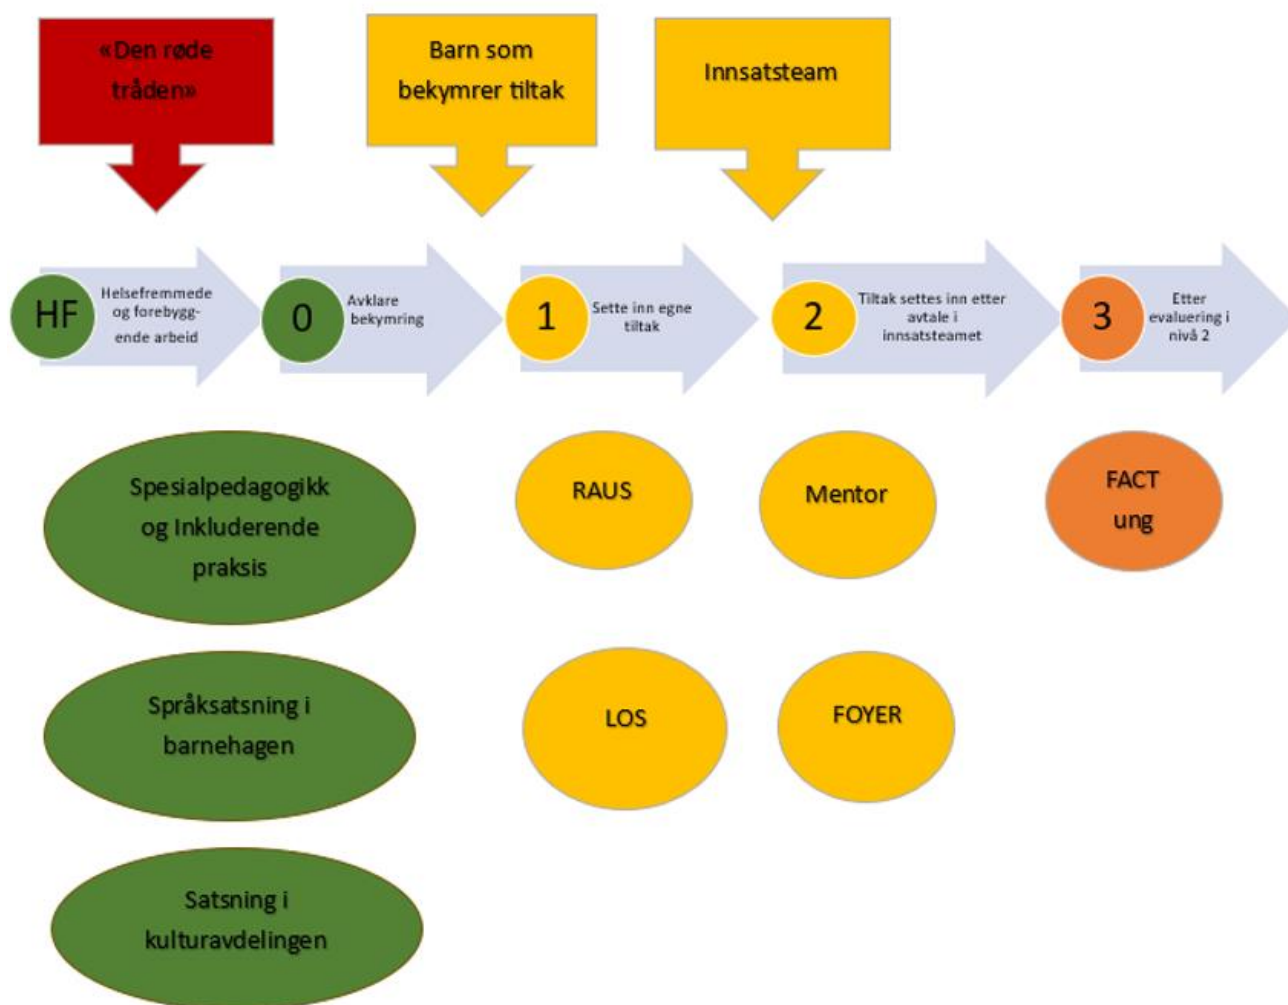 «Den røde
tråden»
Barn som
bekymrer tiltak
Innsatsteam
HF
Helsefremmede
og forebygg-
ende arbeid
0
Avklare
bekymring
1
Sette inn egne
tiltak
2
Tiltak settes inn etter
avtale i
innsatsteamet
3
Etter
evaluering i
nivå 2
Spesialpedagogikk
og Inkluderende
praksis
RAUS
Mentor
FACT
ung
Språksatsning i
barnehagen
LOS
FOYER
Satsning i
kulturavdelingen